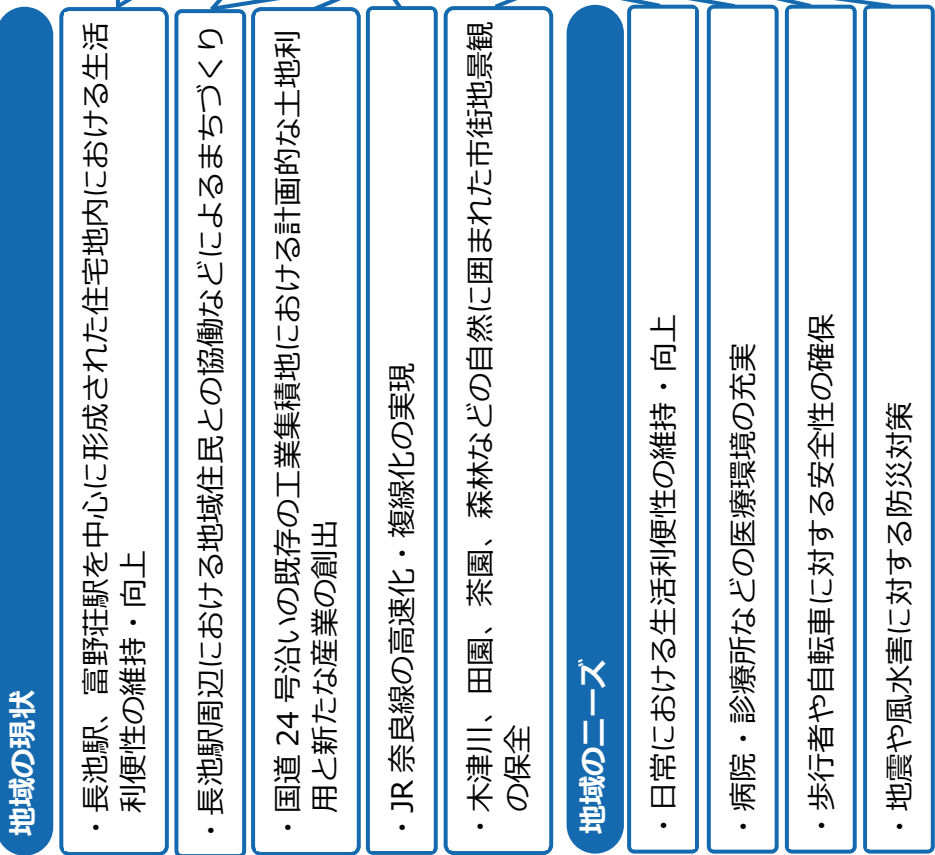 地域の現状
・長池駅、富野荘駅を中心に形成された住宅地内における生活
利便性の維持・向上
・長池駅周辺における地域住民との協働などによるまちづくり
・国道 24 号沿いの既存の工業集積地における計画的な土地利
用と新たな産業の創出
・JR 奈良線の高速化・複線化の実現
・木津川、田園、茶園、森林などの自然に囲まれた市街地景観
の保全
地域のニーズ
・日常における生活利便性の維持・向上
・病院・診療所などの医療環境の充実
・歩行者や自転車に対する安全性の確保
・地震や風水害に対する防災対策